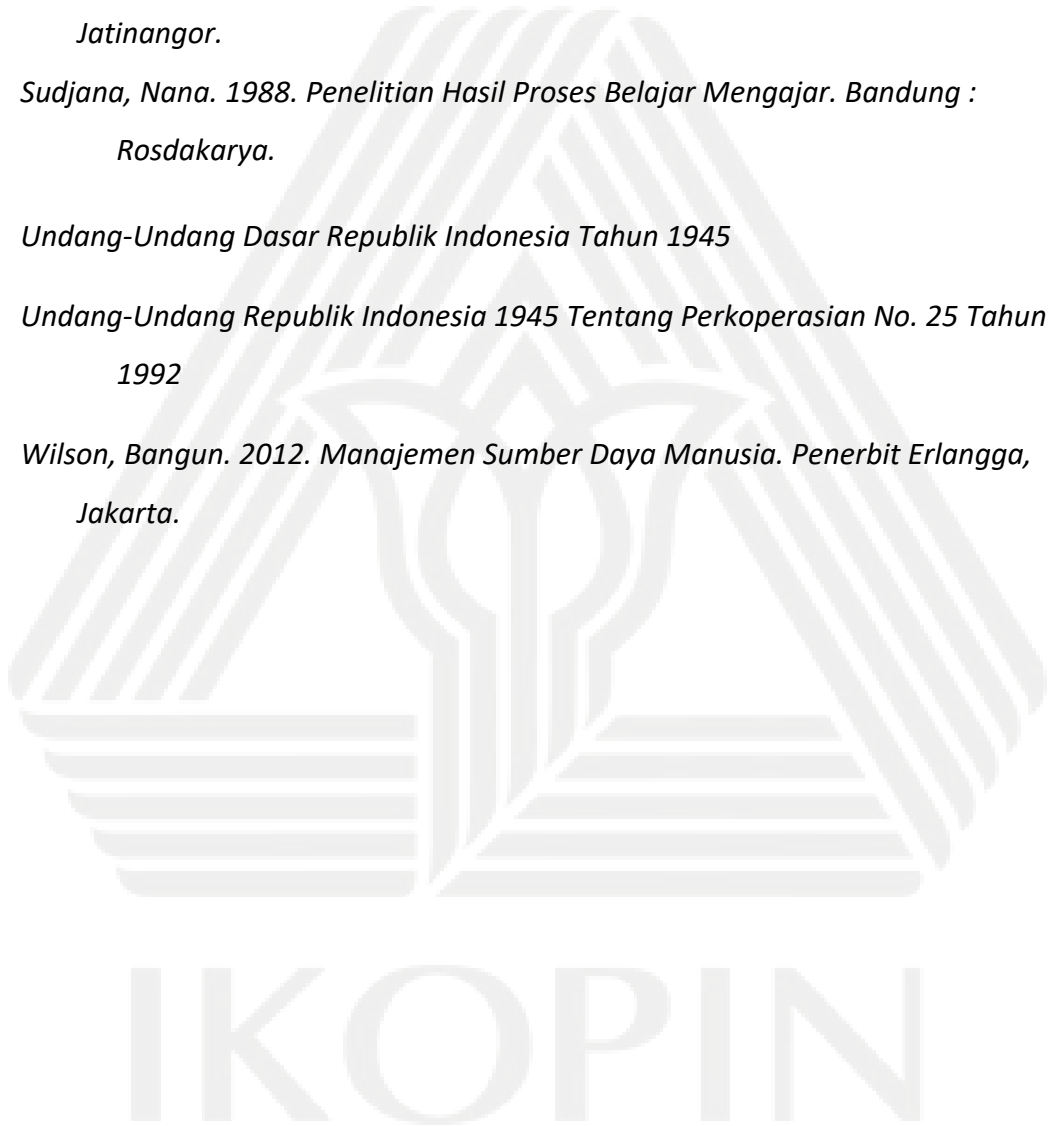 Jatinangor.
Sudjana, Nana. 1988. Penelitian Hasil Proses Belajar Mengajar. Bandung :
Rosdakarya.
Undang-Undang Dasar Republik Indonesia Tahun 1945
Undang-Undang Republik Indonesia 1945 Tentang Perkoperasian No. 25 Tahun
1992
Wilson, Bangun. 2012. Manajemen Sumber Daya Manusia. Penerbit Erlangga,
Jakarta.
IKOPIN